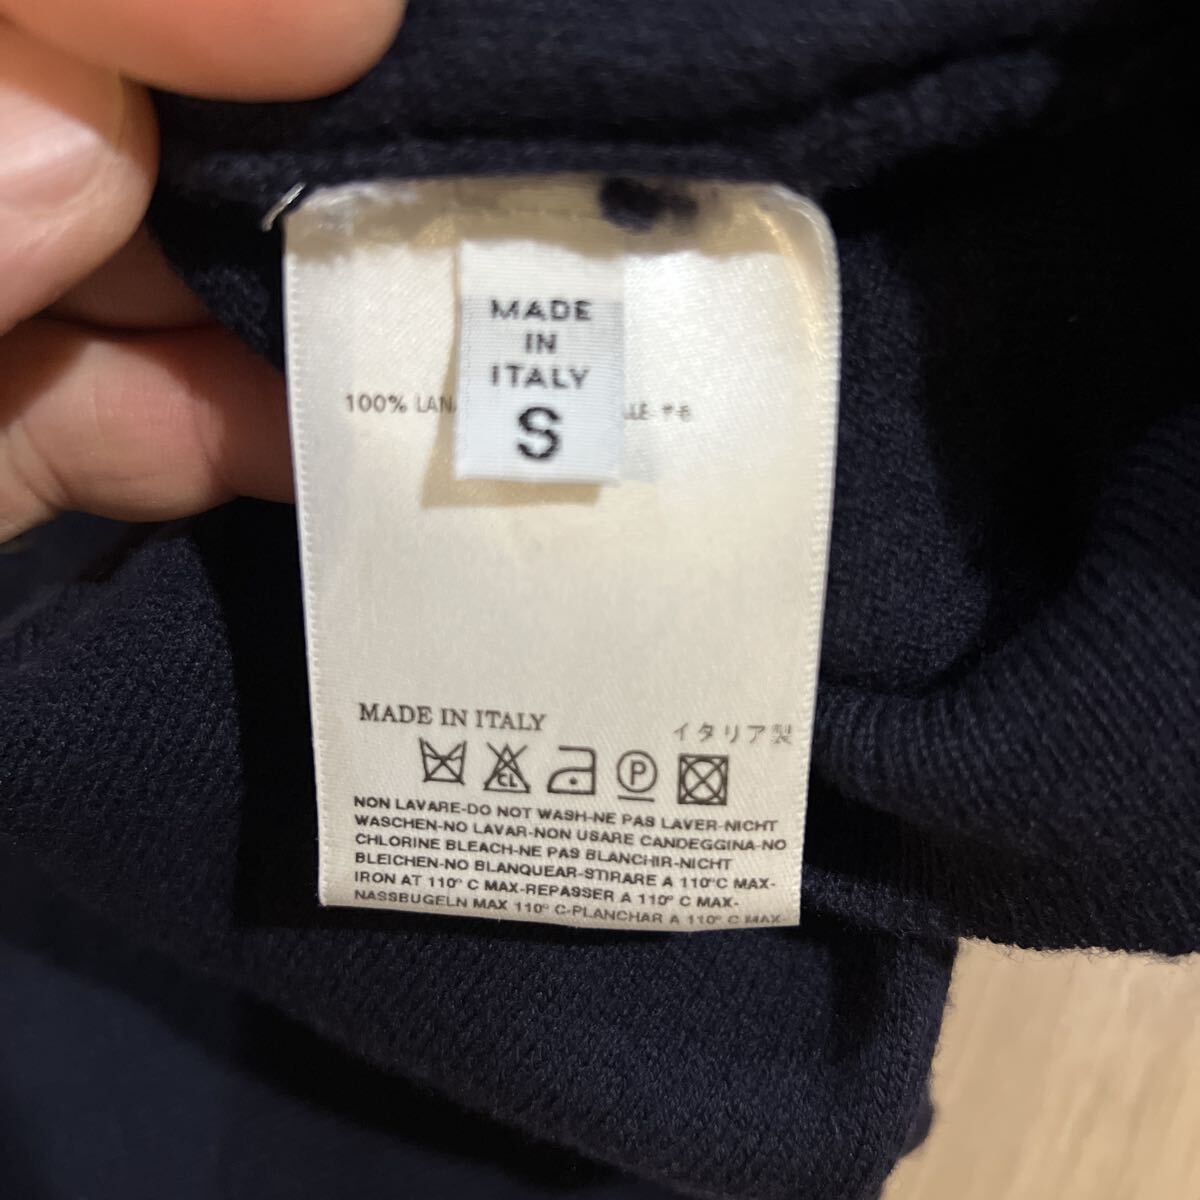 MADE
IN
ITALY
S
100% LAN
MADE IN ITALY
イタリア製
CL
P
NON LAVARE-DO NOT WASH-NE PAS LAVER-NICHT
WASCHEN-NO LAVAR-NON USARE CANDEGGINA-NO
CHLORINE BLEACH-NE PAS BLANCHIR-NICHT
BLEICHEN-NO BLANQUEAR-STIRARE A 110°C MAX-
IRON AT 110° C MAX-REPASSER A 110° C MAX-
NASSBUGELN MAX 110° C-PLANCHAR A 110° C MAX-